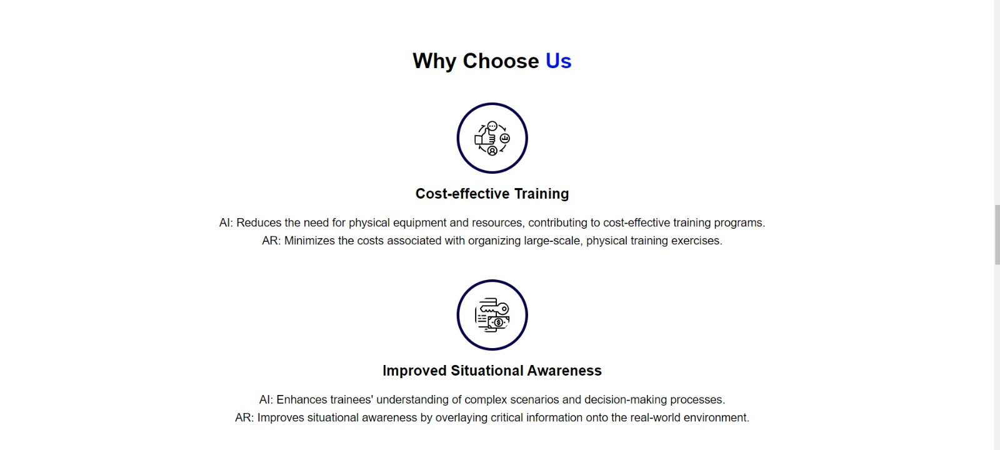 Why Choose Us
Cost-effective Training
AI: Reduces the need for physical equipment and resources, contributing to cost-effective training programs.
AR: Minimizes the costs associated with organizing large-scale, physical training exercises.
Improved Situational Awareness
AI: Enhances trainees' understanding of complex scenarios and decision-making processes.
AR: Improves situational awareness by overlaying critical information onto the real-world environment.